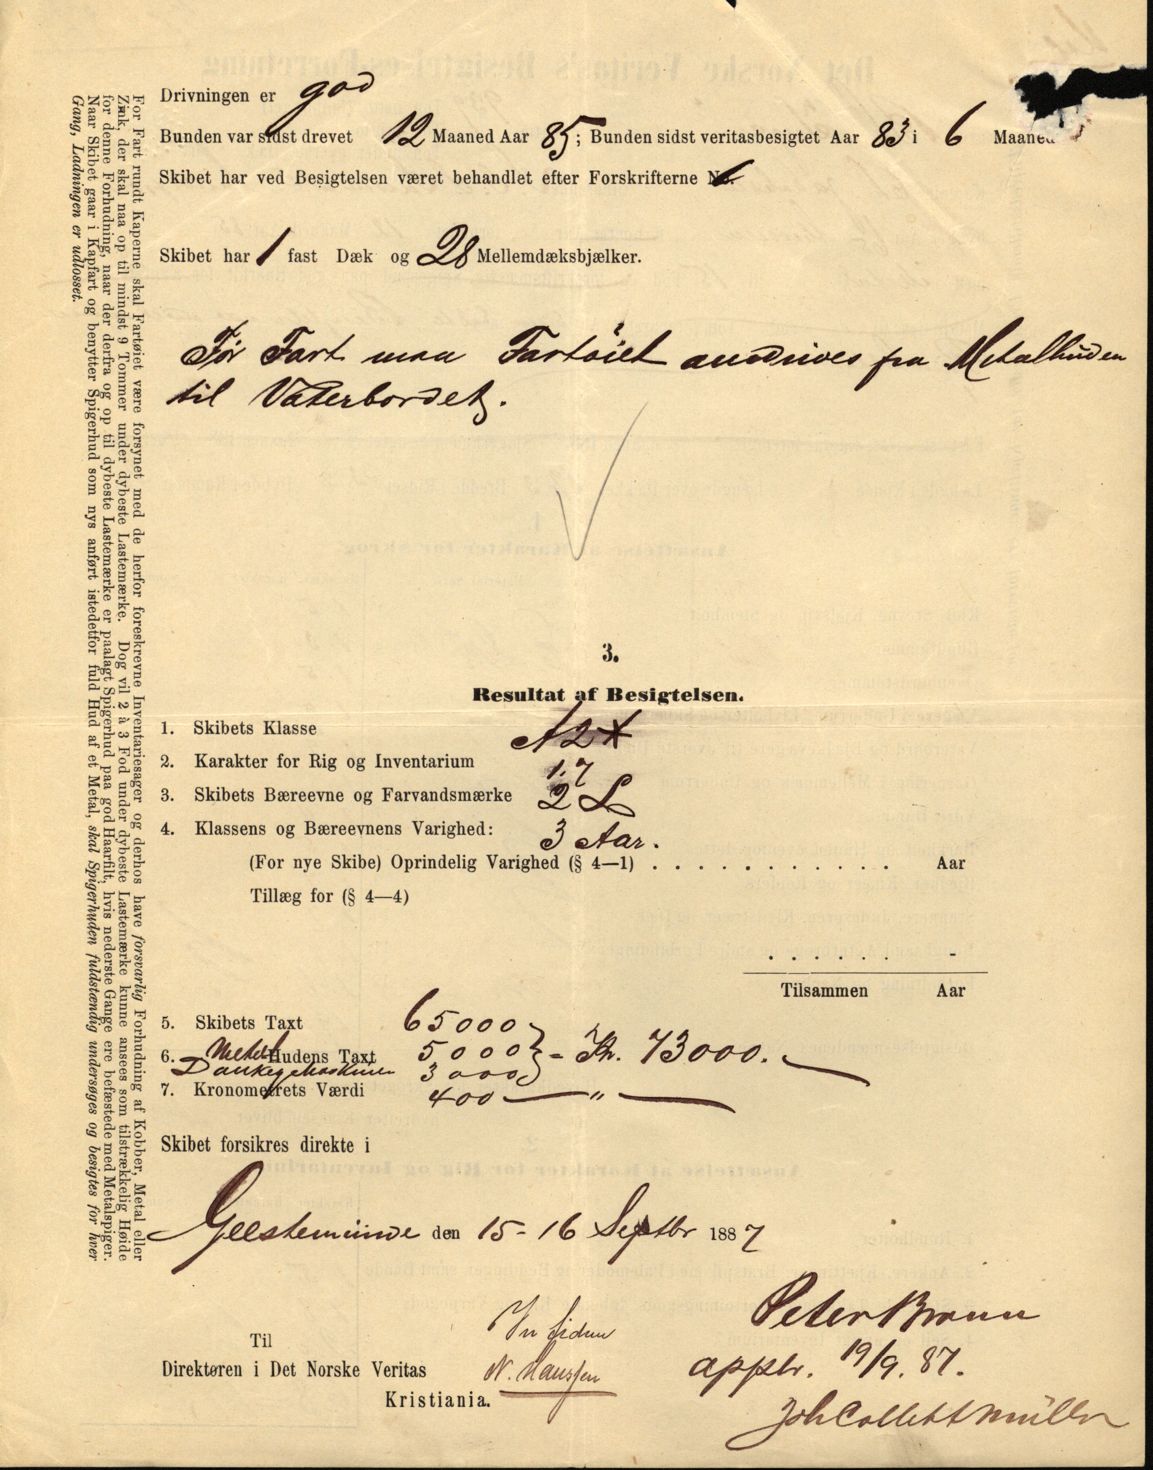 Drivningen er god
Bunden var sidst drevet 12 Maaned Aar 85; Bunden sidst veritasbesigtet Aar 83 i 6 Maaned
Skibet har ved Besigtelsen været behandlet efter Forskrifterne No. 1
Skibet har 1 fast Dæk og 28 Mellemdæksbjælker.
Før Fart maa Fartøiet andrives fra Metalhuden
til Vaterbordet.
3.
Resultat af Besigtelsen.
1. Skibets Klasse A2
2. Karakter for Rig og Inventarium 1.7
3. Skibets Bæreevne og Farvandsmærke 2 L
4. Klassens og Bæreevnens Varighed: 3 Aar.
(For nye Skibe) Oprindelig Varighed (§ 4—1) . . . . . . . . . . . Aar
Tillæg for (§ 4—4)
. . . . . . -
Tilsammen Aar
5. Skibets Taxt 65000
6. Metal Hudens Taxt 5000 } = Kr. 73000.
Dankeymaskinen 3000
7. Kronometrets Værdi 400 — " —
Skibet forsikres direkte i
Geestemünde den 15-16 Septbr 1887
Peter Brunn
Til
Direktøren i Det Norske Veritas N. Hanssen
Kristiania.
appbr. 19/9. 87.
Joh Collett Müller
For Fart rundt Kaperne skal Fartøiet være forsynet med de herfor foreskrevne Inventariesager og derhos have forsvarlig Forhudning af Kobber, Metal eller
Zink, der skal naa op til mindst 9 Tommer under dybeste Lastemærke. Dog vil 2 à 3 Fod under dybeste Lastemærke kunne ansees som tilstrækkelig Høide
for denne Forhudning, naar der derfra og op til dybeste Lastemærke er paalagt Spigerhud paa god Haarfilt, hvis nederste Gange ere befæstede med Metalspiger.
Naar Skibet gaar i Kapfart og benytter Spigerhud som nys anført istedetfor fuld Hud af et Metal, skal Spigerhuden fuldstændig undersøges og besigtes for hver
Gang, Ladningen er udlosset.